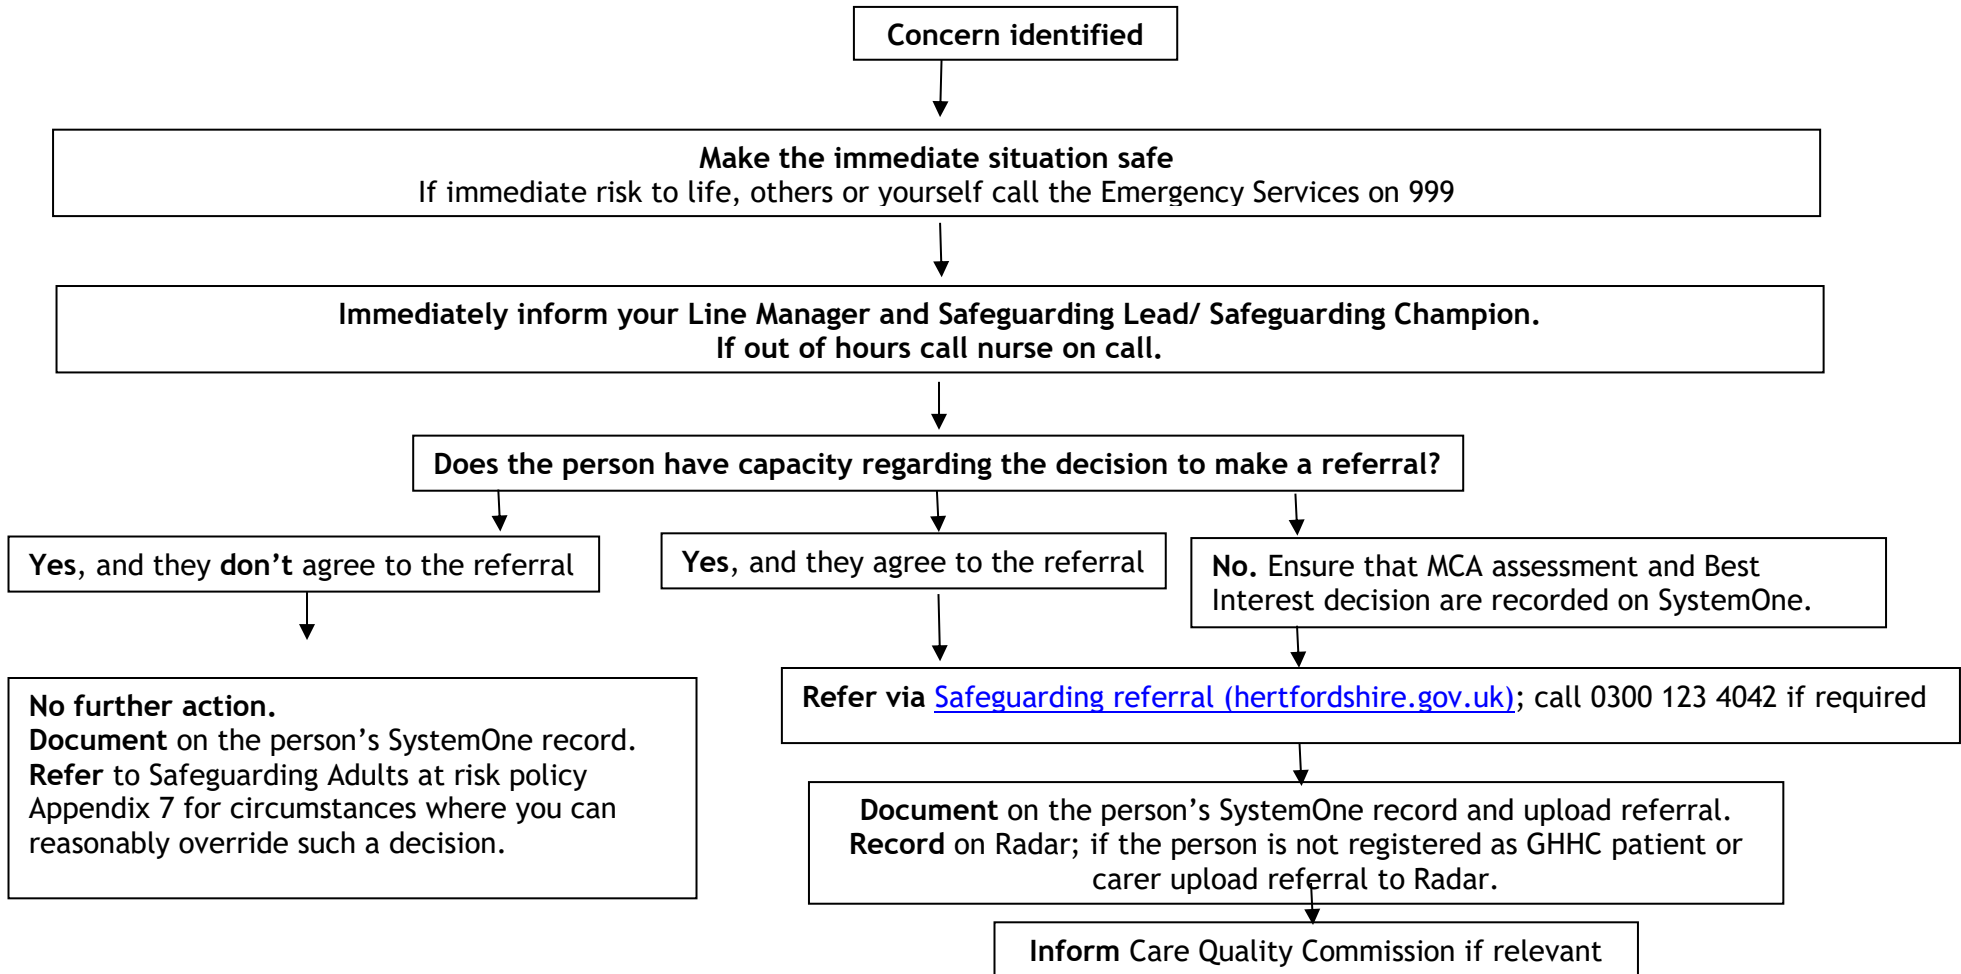 Concern identified
Make the immediate situation safe
If immediate risk to life, others or yourself call the Emergency Services on 999
Immediately inform your Line Manager and Safeguarding Lead/ Safeguarding Champion.
If out of hours call nurse on call.
Does the person have capacity regarding the decision to make a referral?
Yes, and they don’t agree to the referral
Yes, and they agree to the referral
No. Ensure that MCA assessment and Best
Interest decision are recorded on SystemOne.
No further action.
Document on the person’s SystemOne record.
Refer to Safeguarding Adults at risk policy
Appendix 7 for circumstances where you can
reasonably override such a decision.
Refer via Safeguarding referral (hertfordshire.gov.uk); call 0300 123 4042 if required
Document on the person’s SystemOne record and upload referral.
Record on Radar; if the person is not registered as GHHC patient or
carer upload referral to Radar.
Inform Care Quality Commission if relevant